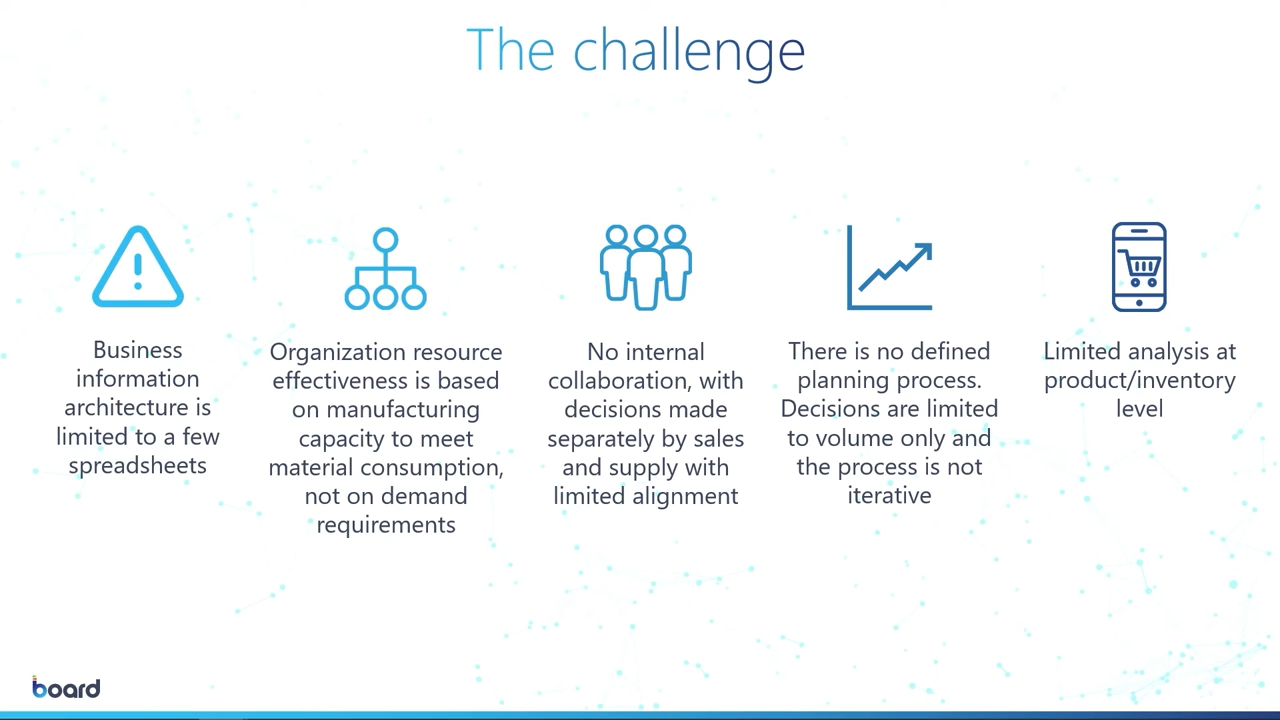 The challenge
Business
information
architecture is
limited to a few
spreadsheets
Organization resource
effectiveness is based
on manufacturing
capacity to meet
material consumption,
not on demand
requirements
No internal
collaboration, with
decisions made
separately by sales
and supply with
limited alignment
There is no defined
planning process.
Decisions are limited
to volume only and
the process is not
iterative
Limited analysis at
product/inventory
level
board